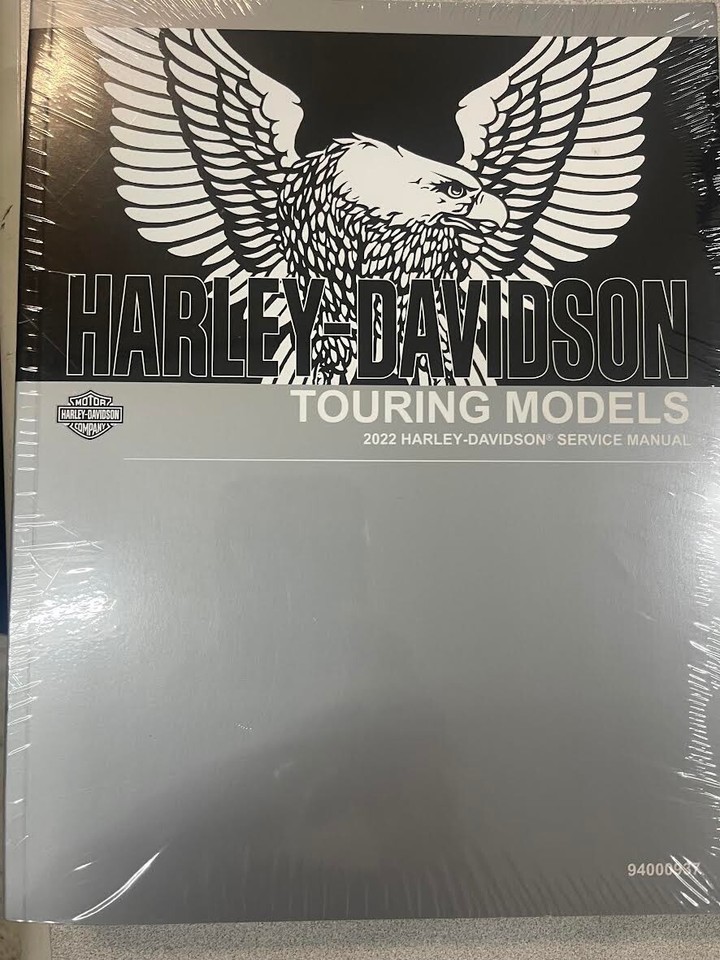 HARLEY-DAVIDSON
TOURING MODELS
MOTOR
HARLEY-DAVIDSON
COMPANY
2022 HARLEY-DAVIDSON® SERVICE MANUAL
94000937